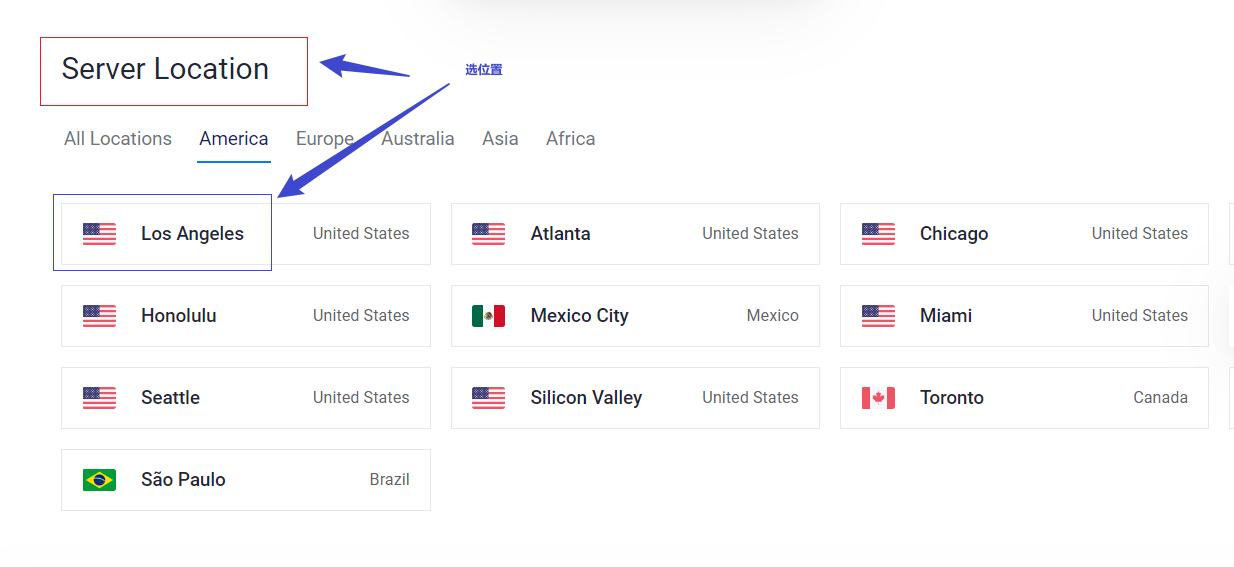 Server Location
选位置
All Locations America Europe Australia Asia Africa
Los Angeles United States Atlanta United States Chicago United States
Honolulu United States Mexico City Mexico Miami United States
Seattle United States Silicon Valley United States Toronto Canada
São Paulo Brazil